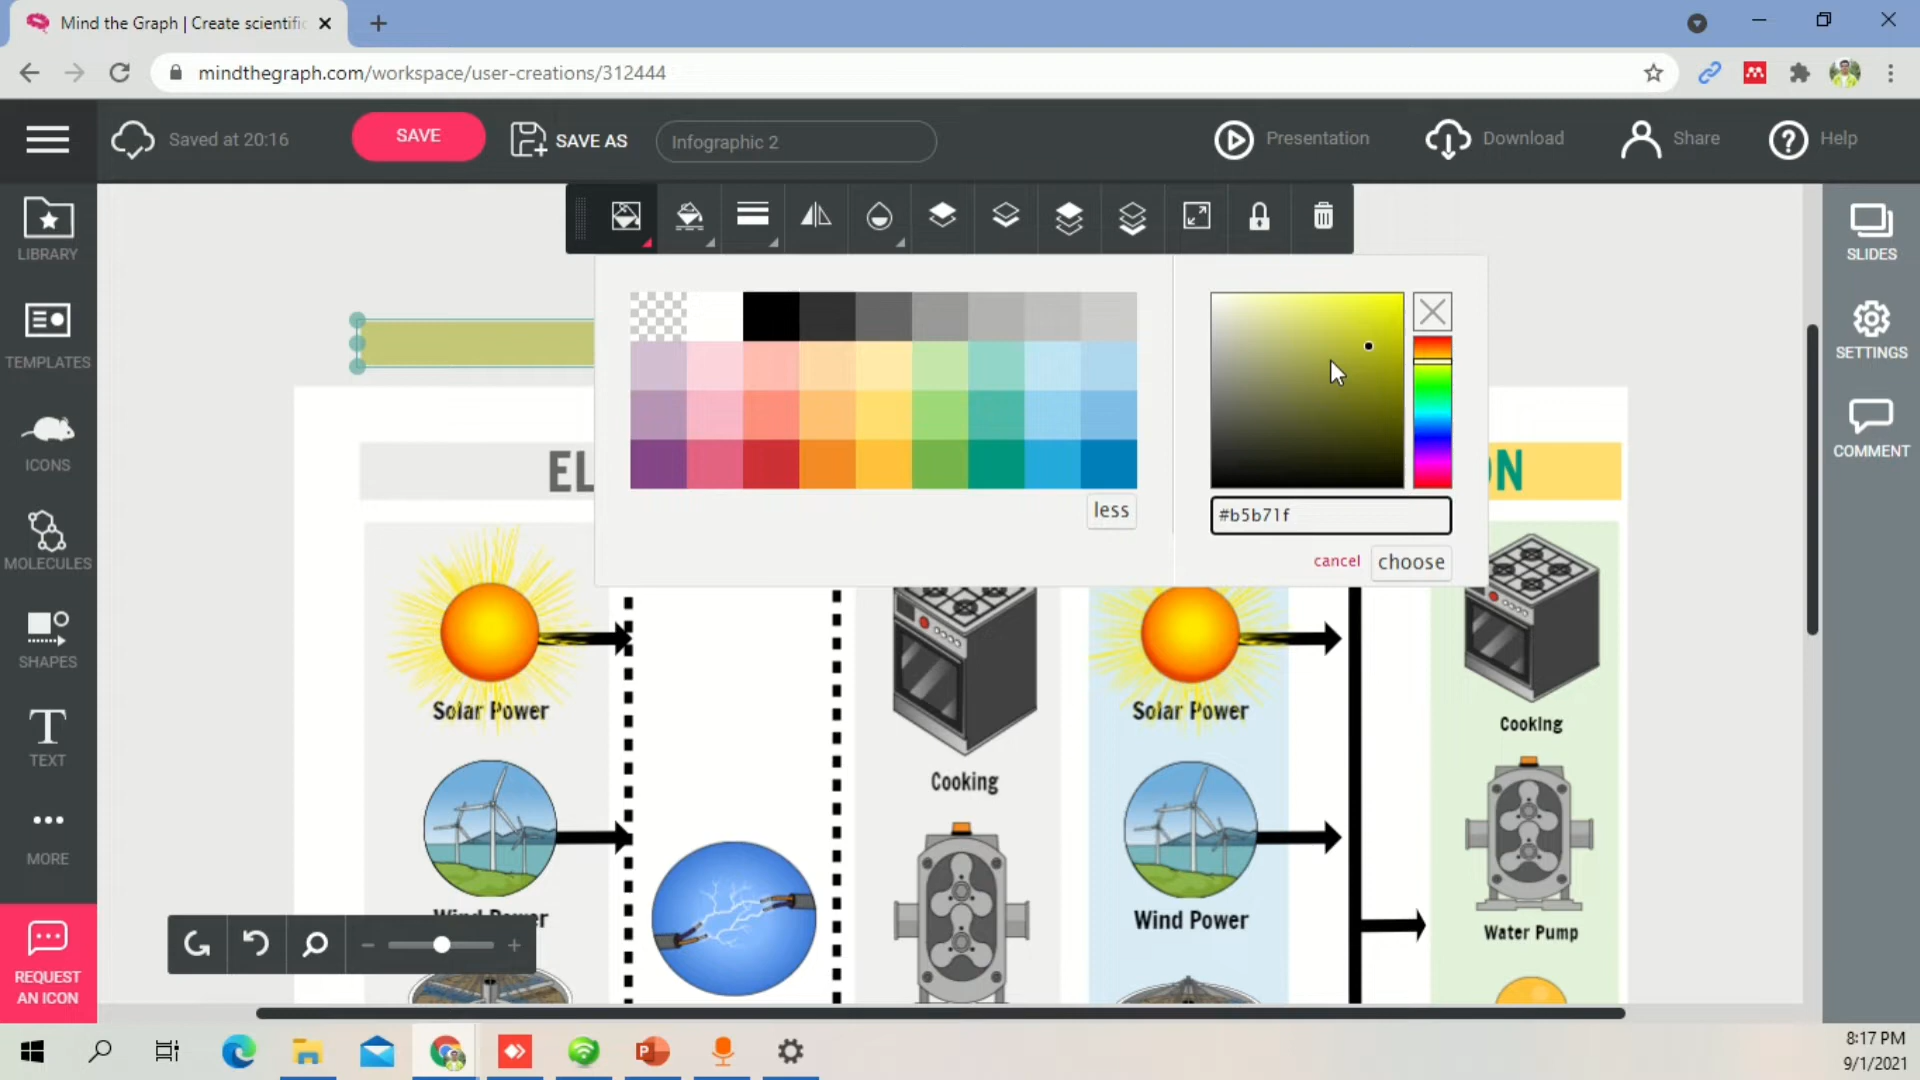 Mind the Graph | Create scientific
mindthegraph.com/workspace/user-creations/312444
Saved at 20:16
SAVE
SAVE AS
Infographic 2
Presentation
Download
Share
Help
LIBRARY
TEMPLATES
ICONS
MOLECULES
SHAPES
TEXT
MORE
REQUEST
AN ICON
SLIDES
SETTINGS
COMMENT
less
#b5b71f
cancel
choose
EL
ON
Solar Power
Wind Power
Cooking
Solar Power
Wind Power
Cooking
Water Pump
8:17 PM
9/1/2021